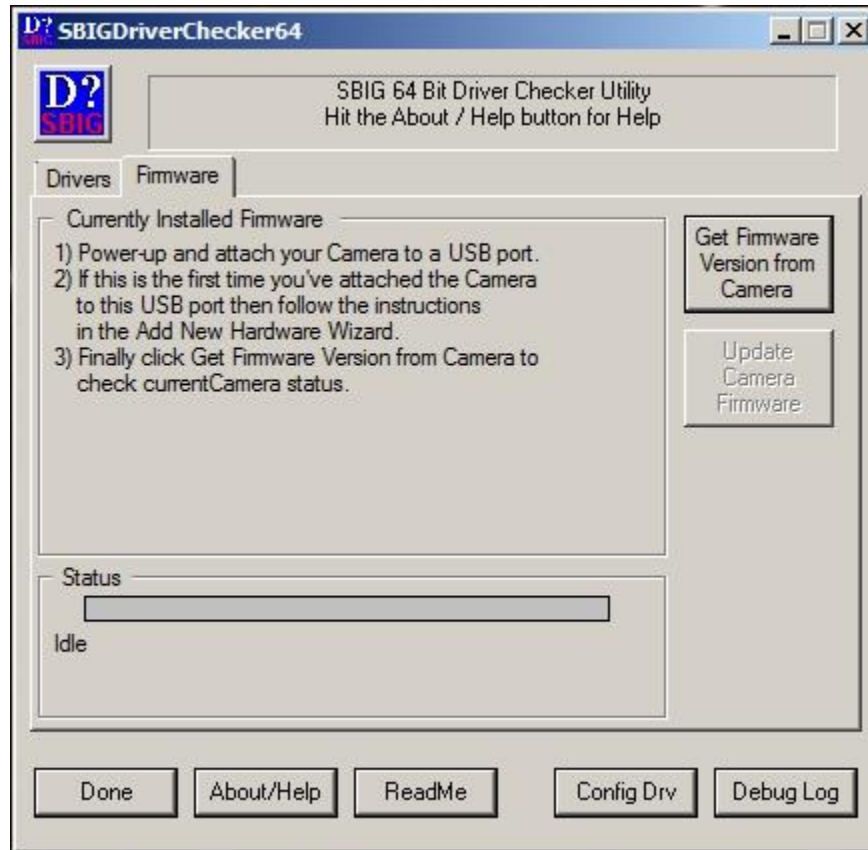 D? SBIG SBIGDriverChecker64
D?
SBIG
SBIG 64 Bit Driver Checker Utility
Hit the About / Help button for Help
Drivers Firmware
Currently Installed Firmware
1) Power-up and attach your Camera to a USB port.
2) If this is the first time you've attached the Camera
to this USB port then follow the instructions
in the Add New Hardware Wizard.
3) Finally click Get Firmware Version from Camera to
check currentCamera status.
Get Firmware
Version from
Camera
Update
Camera
Firmware
Status
Idle
Done About/Help ReadMe Config Drv Debug Log